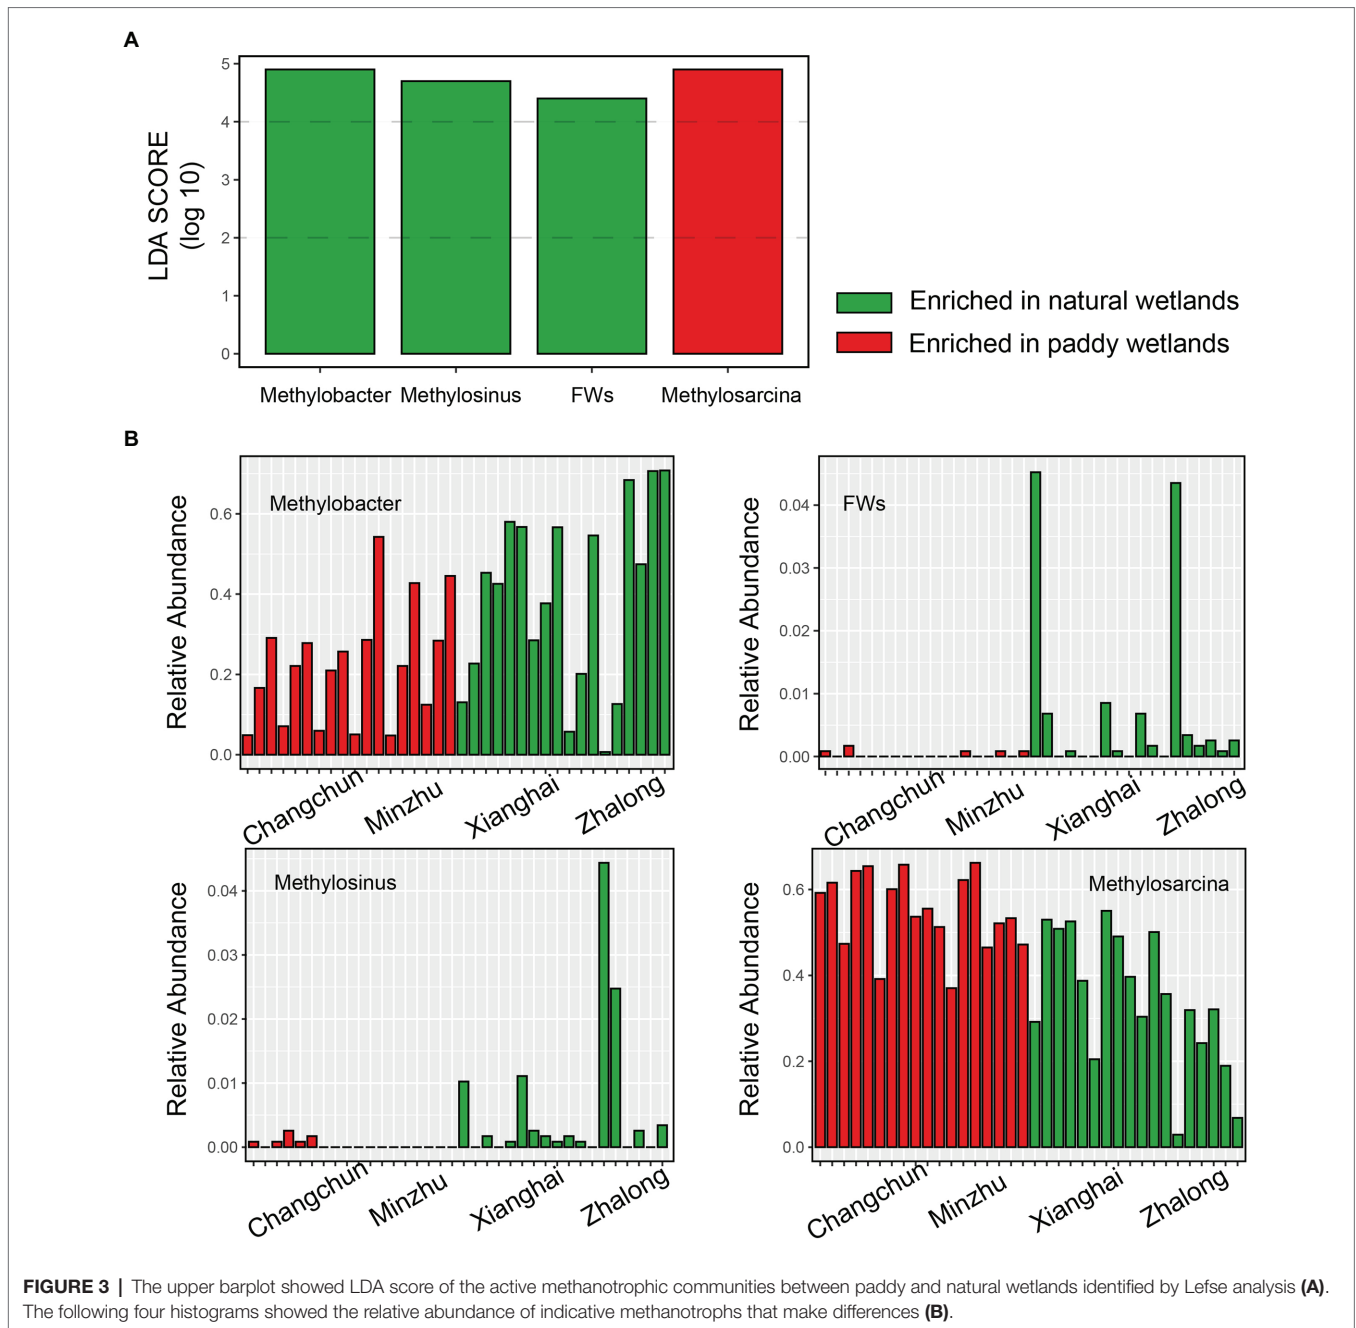 A
LDA SCORE
(log 10)
5
4
3
2
1
0
Methylobacter Methylosinus FWs Methylosarcina
Enriched in natural wetlands
Enriched in paddy wetlands
B
Relative Abundance
Methylobacter
0.6
0.4
0.2
0.0
Changchun Minzhu Xianghai Zhalong
Relative Abundance
FWs
0.04
0.03
0.02
0.01
0.00
Changchun Minzhu Xianghai Zhalong
Relative Abundance
Methylosinus
0.04
0.03
0.02
0.01
0.00
Changchun Minzhu Xianghai Zhalong
Relative Abundance
Methylosarcina
0.6
0.4
0.2
0.0
Changchun Minzhu Xianghai Zhalong
FIGURE 3 | The upper barplot showed LDA score of the active methanotrophic communities between paddy and natural wetlands identified by Lefse analysis (A).
The following four histograms showed the relative abundance of indicative methanotrophs that make differences (B).